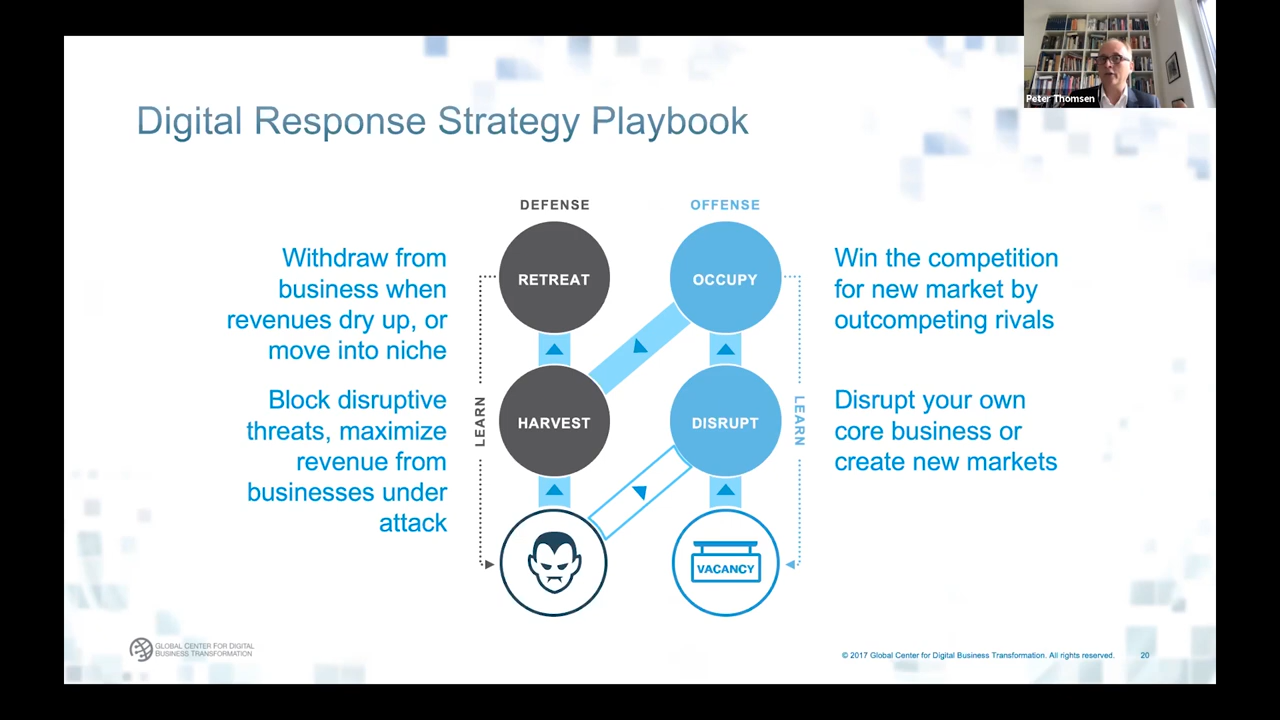 Peter Thomsen
Digital Response Strategy Playbook
DEFENSE
OFFENSE
Withdraw from
business when
revenues dry up, or
move into niche
RETREAT
OCCUPY
Win the competition
for new market by
outcompeting rivals
Block disruptive
threats, maximize
revenue from
businesses under
attack
LEARN
HARVEST
DISRUPT
LEARN
Disrupt your own
core business or
create new markets
VACANCY
GLOBAL CENTER FOR DIGITAL
BUSINESS TRANSFORMATION
© 2017 Global Center for Digital Business Transformation. All rights reserved.
20